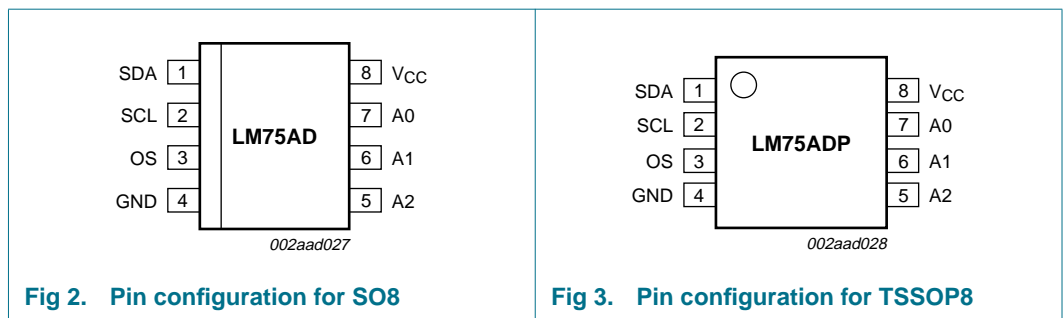 SDA 1 8 VCC
SCL 2 7 A0
LM75AD
OS 3 6 A1
GND 4 5 A2
002aad027
Fig 2. Pin configuration for SO8
SDA 1 8 VCC
SCL 2 7 A0
LM75ADP
OS 3 6 A1
GND 4 5 A2
002aad028
Fig 3. Pin configuration for TSSOP8